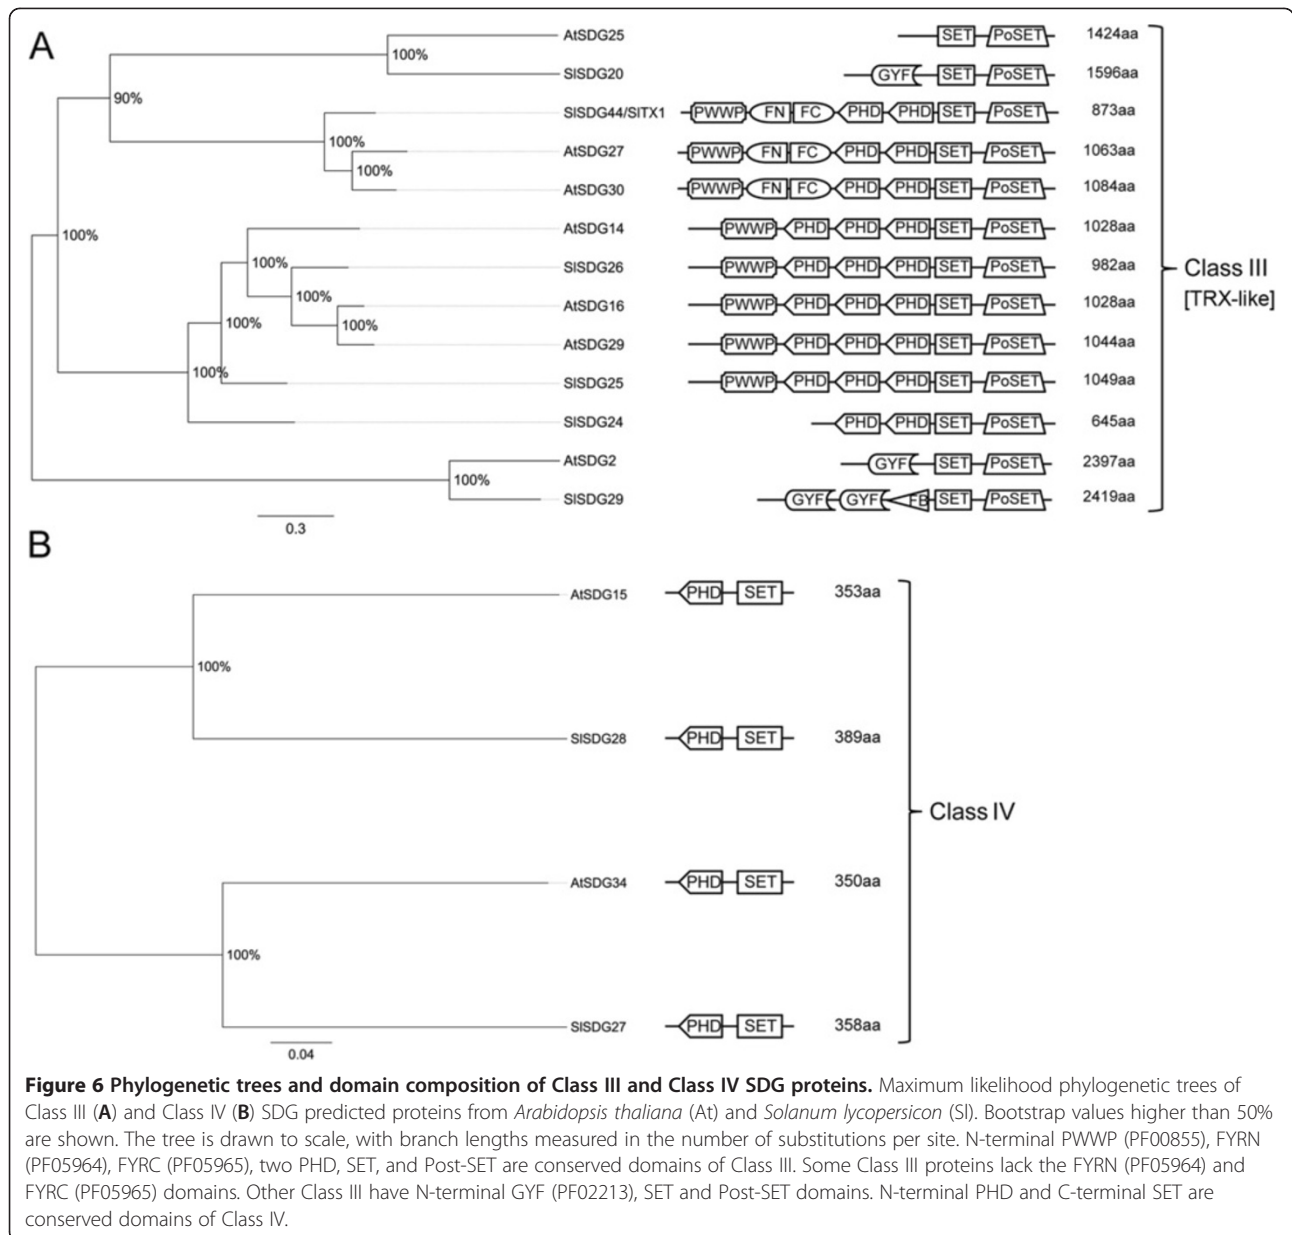 A
AtSDG25 SET PoSET 1424aa
100%
SlSDG20 GYF SET PoSET 1596aa
90%
SlSDG44/SlTX1 PWWP FN FC PHD PHD SET PoSET 873aa
100%
AtSDG27 PWWP FN FC PHD PHD SET PoSET 1063aa
100%
AtSDG30 PWWP FN FC PHD PHD SET PoSET 1084aa
100%
AtSDG14 PWWP PHD PHD PHD SET PoSET 1028aa
100%
SlSDG26 PWWP PHD PHD PHD SET PoSET 982aa
Class III
[TRX-like]
100%
AtSDG16 PWWP PHD PHD PHD SET PoSET 1028aa
100%
100%
AtSDG29 PWWP PHD PHD PHD SET PoSET 1044aa
100%
SlSDG25 PWWP PHD PHD PHD SET PoSET 1049aa
SlSDG24 PHD PHD SET PoSET 645aa
AtSDG2 GYF SET PoSET 2397aa
100%
SlSDG29 GYF GYF FB SET PoSET 2419aa
0.3
B
AtSDG15 PHD SET 353aa
100%
SlSDG28 PHD SET 389aa
Class IV
AtSDG34 PHD SET 350aa
100%
SlSDG27 PHD SET 358aa
0.04
Figure 6 Phylogenetic trees and domain composition of Class III and Class IV SDG proteins. Maximum likelihood phylogenetic trees of
Class III (A) and Class IV (B) SDG predicted proteins from Arabidopsis thaliana (At) and Solanum lycopersicon (Sl). Bootstrap values higher than 50%
are shown. The tree is drawn to scale, with branch lengths measured in the number of substitutions per site. N-terminal PWWP (PF00855), FYRN
(PF05964), FYRC (PF05965), two PHD, SET, and Post-SET are conserved domains of Class III. Some Class III proteins lack the FYRN (PF05964) and
FYRC (PF05965) domains. Other Class III have N-terminal GYF (PF02213), SET and Post-SET domains. N-terminal PHD and C-terminal SET are
conserved domains of Class IV.